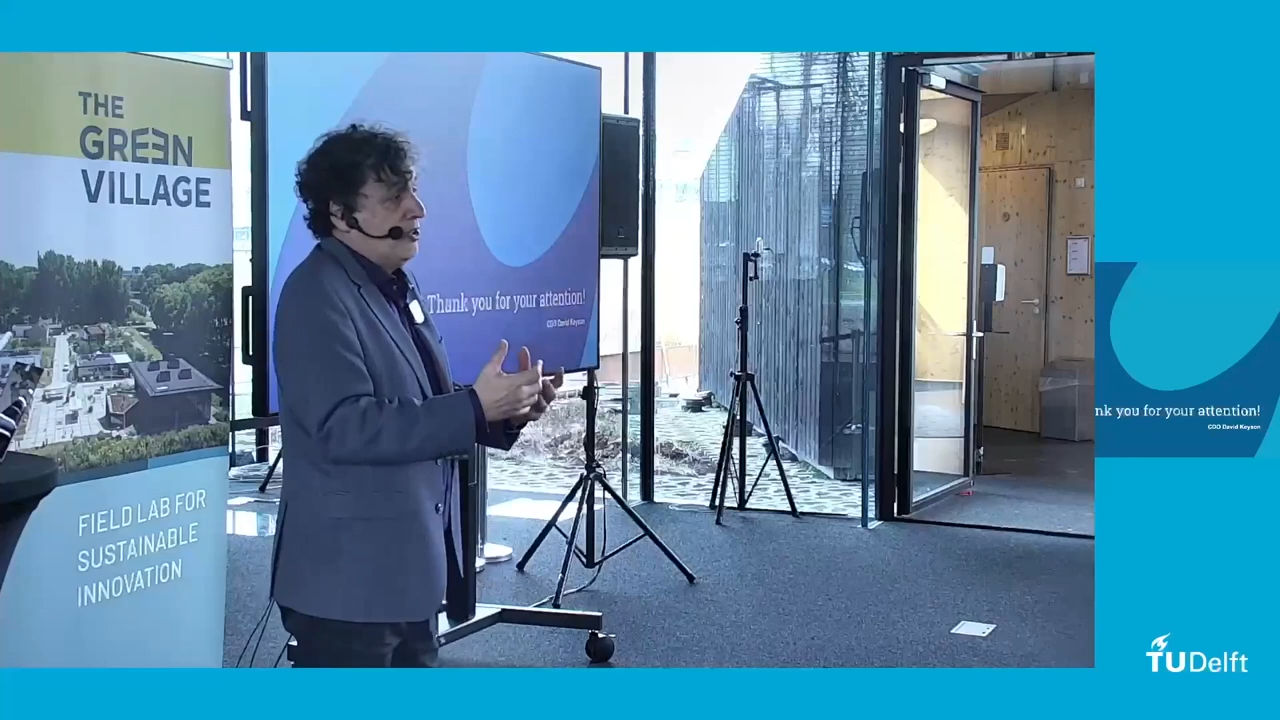 THE
GREEN
VILLAGE
FIELD LAB FOR
SUSTAINABLE
INNOVATION
Thank you for your attention!
CDO David Keyson
nk you for your attention!
CDO David Keyson
TUDelft